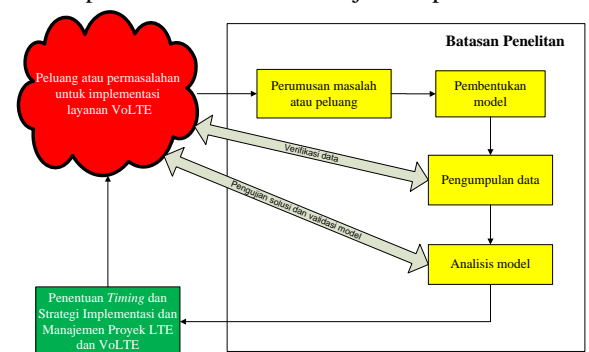 Batasan Penelitan
Peluang atau permasalahan
untuk implementasi
layanan VoLTE
Perumusan masalah
atau peluang
Pembentukan
model
Verifikasi data
Pengumpulan data
Pengujian solusi dan validasi model
Analisis model
Penentuan Timing dan
Strategi Implementasi dan
Manajemen Proyek LTE
dan VoLTE